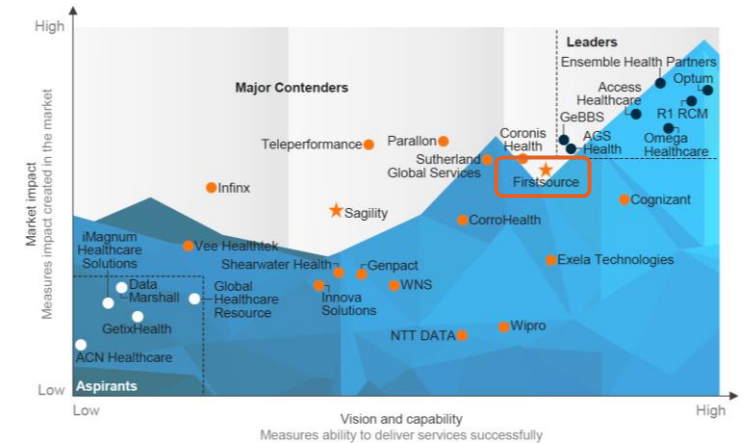 High
Leaders
Ensemble Health Partners
Optum
Access
Healthcare
R1 RCM
GeBBS
AGS
Health
Omega
Healthcare
Major Contenders
Teleperformance
Parallon
Coronis
Health
Sutherland
Global Services
Firstsource
Infinx
Sagility
Cognizant
CorroHealth
iMagnum
Healthcare
Solutions
Vee Healthtek
Shearwater Health
Genpact
Exela Technologies
Data
Marshall
Global
Healthcare
Resource
Innova
Solutions
WNS
GetixHealth
NTT DATA
Wipro
ACN Healthcare
Aspirants
Market impact
Measures impact created in the market
Low
Low
High
Vision and capability
Measures ability to deliver services successfully